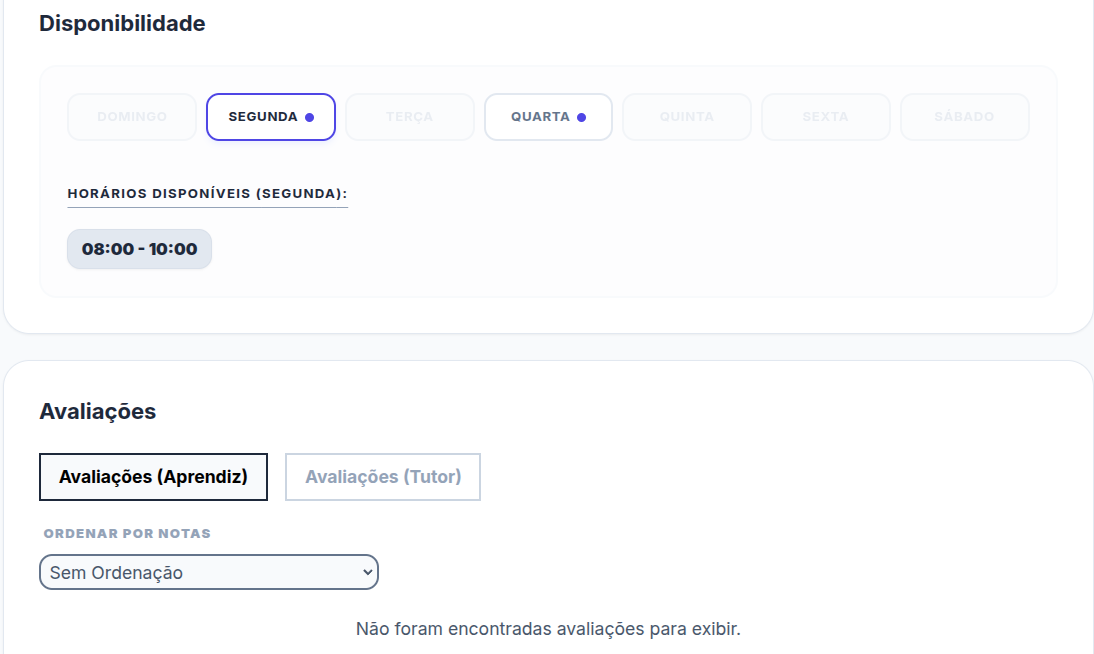 Disponibilidade
DOMINGO SEGUNDA TERÇA QUARTA QUINTA SEXTA SÁBADO
HORÁRIOS DISPONÍVEIS (SEGUNDA):
08:00 - 10:00
Avaliações
Avaliações (Aprendiz) Avaliações (Tutor)
ORDENAR POR NOTAS
Sem Ordenação
Não foram encontradas avaliações para exibir.